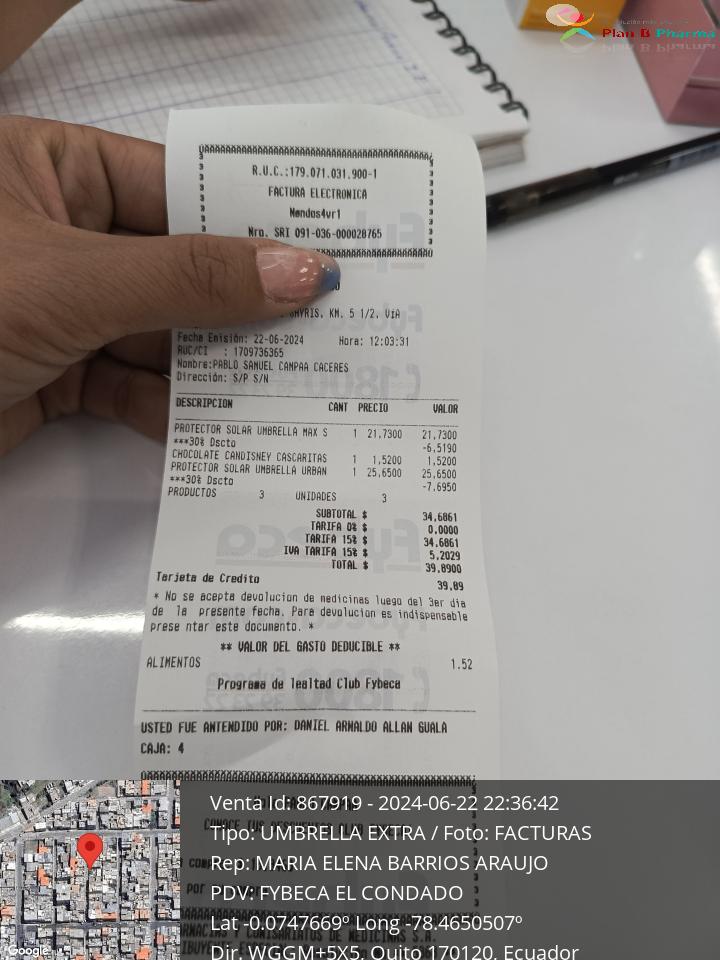 Plan B Pharma
R.U.C.:179.071.031.900-1
FACTURA ELECTRONICA
Nro. SRI 091-036-000028765
KM. 5 1/2, VIA
Fecha Emisión: 22-06-2024 Hora: 12:03:31
RUC/CI : 1709736365
Nombre:PABLO SAMUEL CAMPAA CACERES
Dirección: S/P S/N
DESCRIPCION CANT PRECIO VALOR
PROTECTOR SOLAR UMBRELLA MAX S 1 21,7300 21,7300
***30% Dscto -6,5190
CHOCOLATE CANDISNEY CASCARITAS 1 1,5200 1,5200
PROTECTOR SOLAR UMBRELLA URBAN 1 25,6500 25,6500
***30% Dscto -7,6950
PRODUCTOS 3 UNIDADES 3
SUBTOTAL $ 34,6861
TARIFA 0% $ 0,0000
TARIFA 15% $ 34,6861
IVA TARIFA 15% $ 5,2029
TOTAL $ 39,8900
Tarjeta de Credito 39,89
* No se acepta devolucion de medicinas luego del 3er dia
de la presente fecha. Para devolucion es indispensable
prese ntar este documento. *
** VALOR DEL GASTO DEDUCIBLE **
ALIMENTOS 1.52
Programa de lealtad Club Fybeca
USTED FUE ANTENDIDO POR: DANIEL ARNALDO ALLAN GUALA
CAJA: 4
Venta Id: 867919 - 2024-06-22 22:36:42
Tipo: UMBRELLA EXTRA / Foto: FACTURAS
Rep: MARIA ELENA BARRIOS ARAUJO
PDV: FYBECA EL CONDADO
Lat -0.0747669º Long -78.4650507º
Dir. WGGM+5X5, Quito 170120, Ecuador
Google